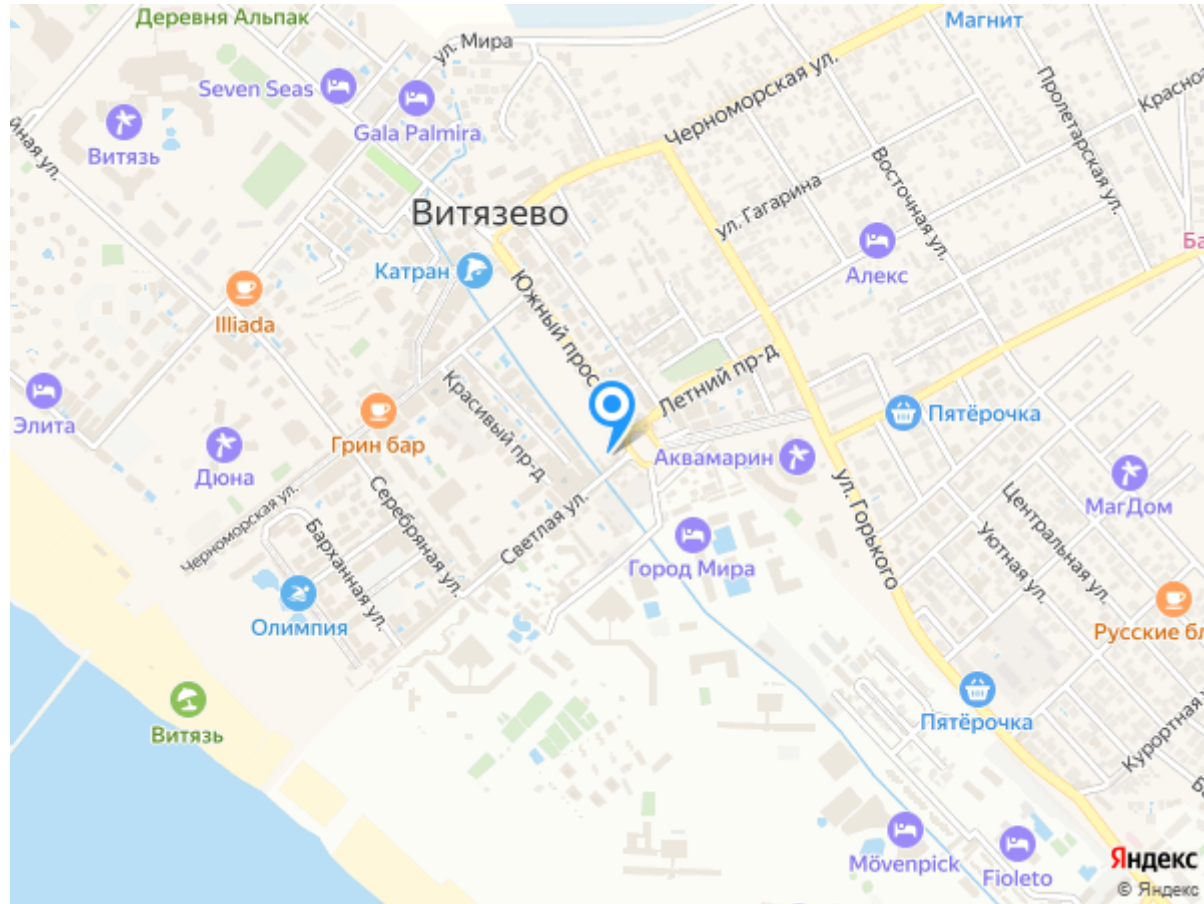 Деревня Альпак
Магнит
ул. Мира
Seven Seas
Gala Palmira
Черноморская ул.
Пролетарская ул.
Витязь
Восточная ул.
ул. Гагарина
Витязево
Алекс
Катран
Illiada
Южный прос
Летний пр-д
Красивый пр-д
Элита
Грин бар
Пятёрочка
Дюна
Аквамарин
МагДом
Черноморская ул.
Серебряная ул.
Светлая ул.
ул. Горького
Центральная ул.
Уютная ул.
Барханная ул.
Город Мира
Олимпия
Русские бл
Витязь
Пятёрочка
Курортная
Mövenpick
Fioleto
Яндекс
© Яндекс